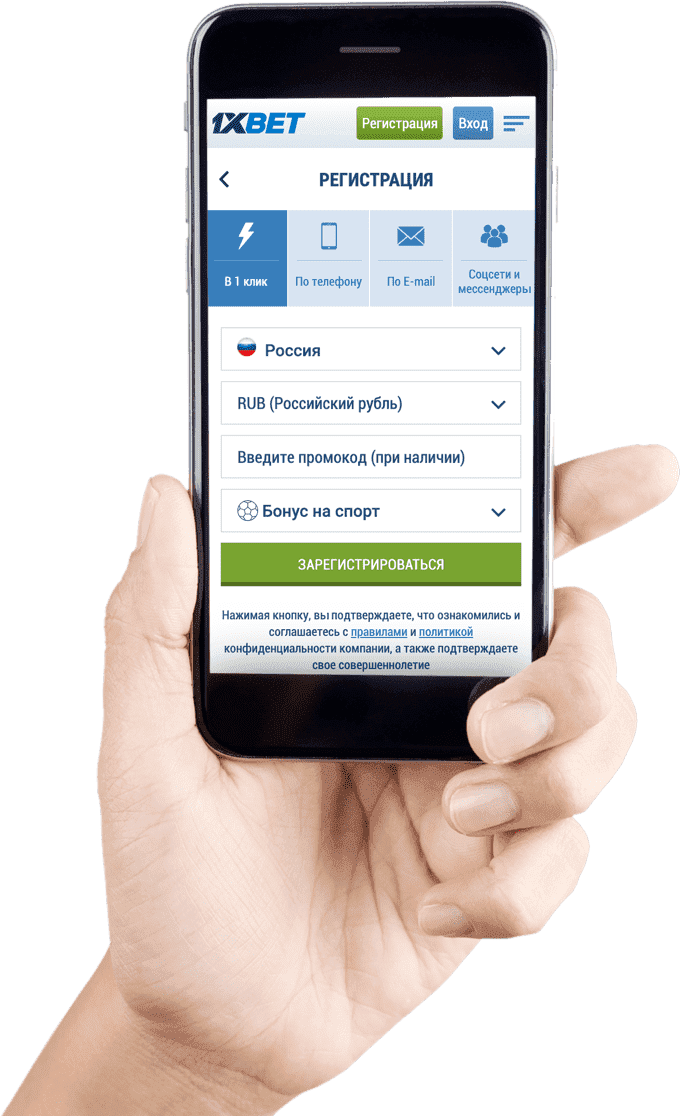 1XBET
Регистрация
Вход
РЕГИСТРАЦИЯ
В 1 клик
По телефону
По E-mail
Соцсети и
мессенджеры
Россия
RUB (Российский рубль)
Введите промокод (при наличии)
Бонус на спорт
ЗАРЕГИСТРИРОВАТЬСЯ
Нажимая кнопку, вы подтверждаете, что ознакомились и
соглашаетесь с правилами и политикой
конфиденциальности компании, а также подтверждаете
свое совершеннолетие